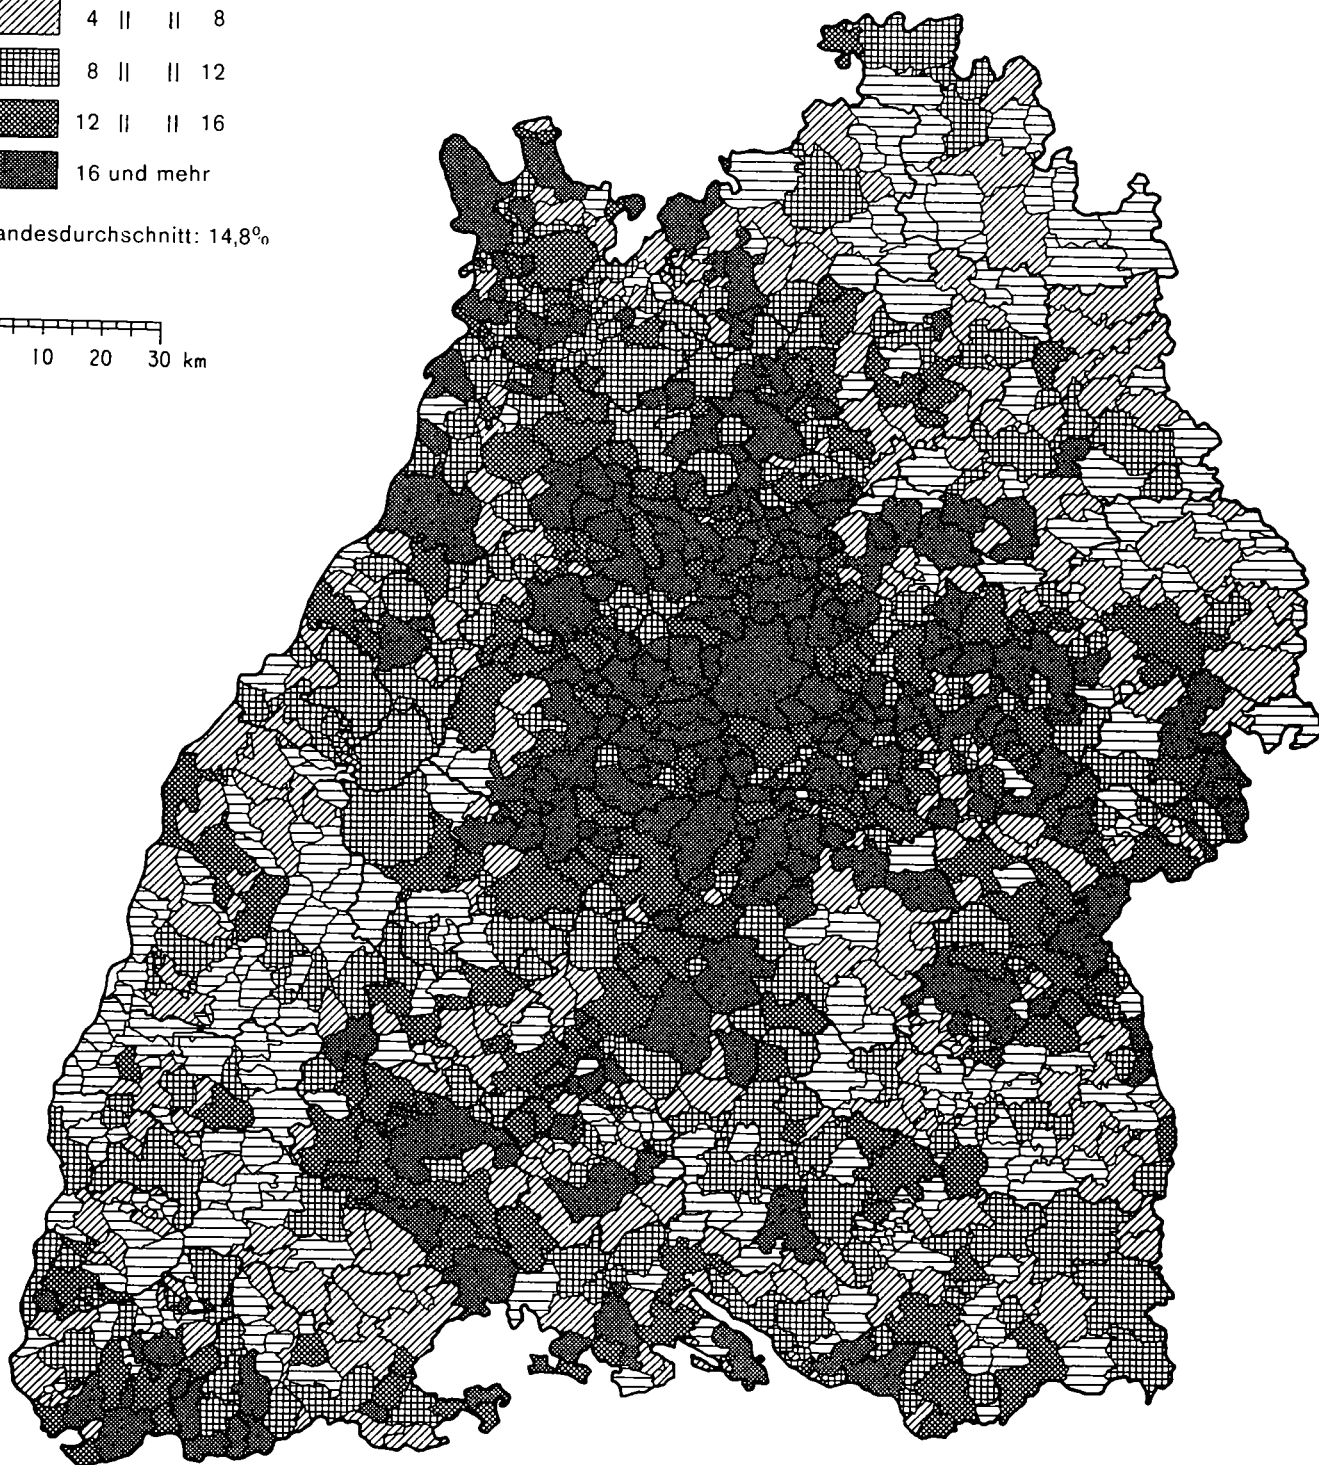 4 || || 8
8 || || 12
12 || || 16
16 und mehr
andesdurchschnitt: 14,8%
10 20 30 km